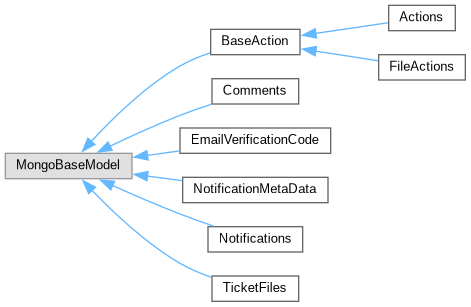 Actions
BaseAction
FileActions
Comments
EmailVerificationCode
MongoBaseModel
NotificationMetaData
Notifications
TicketFiles